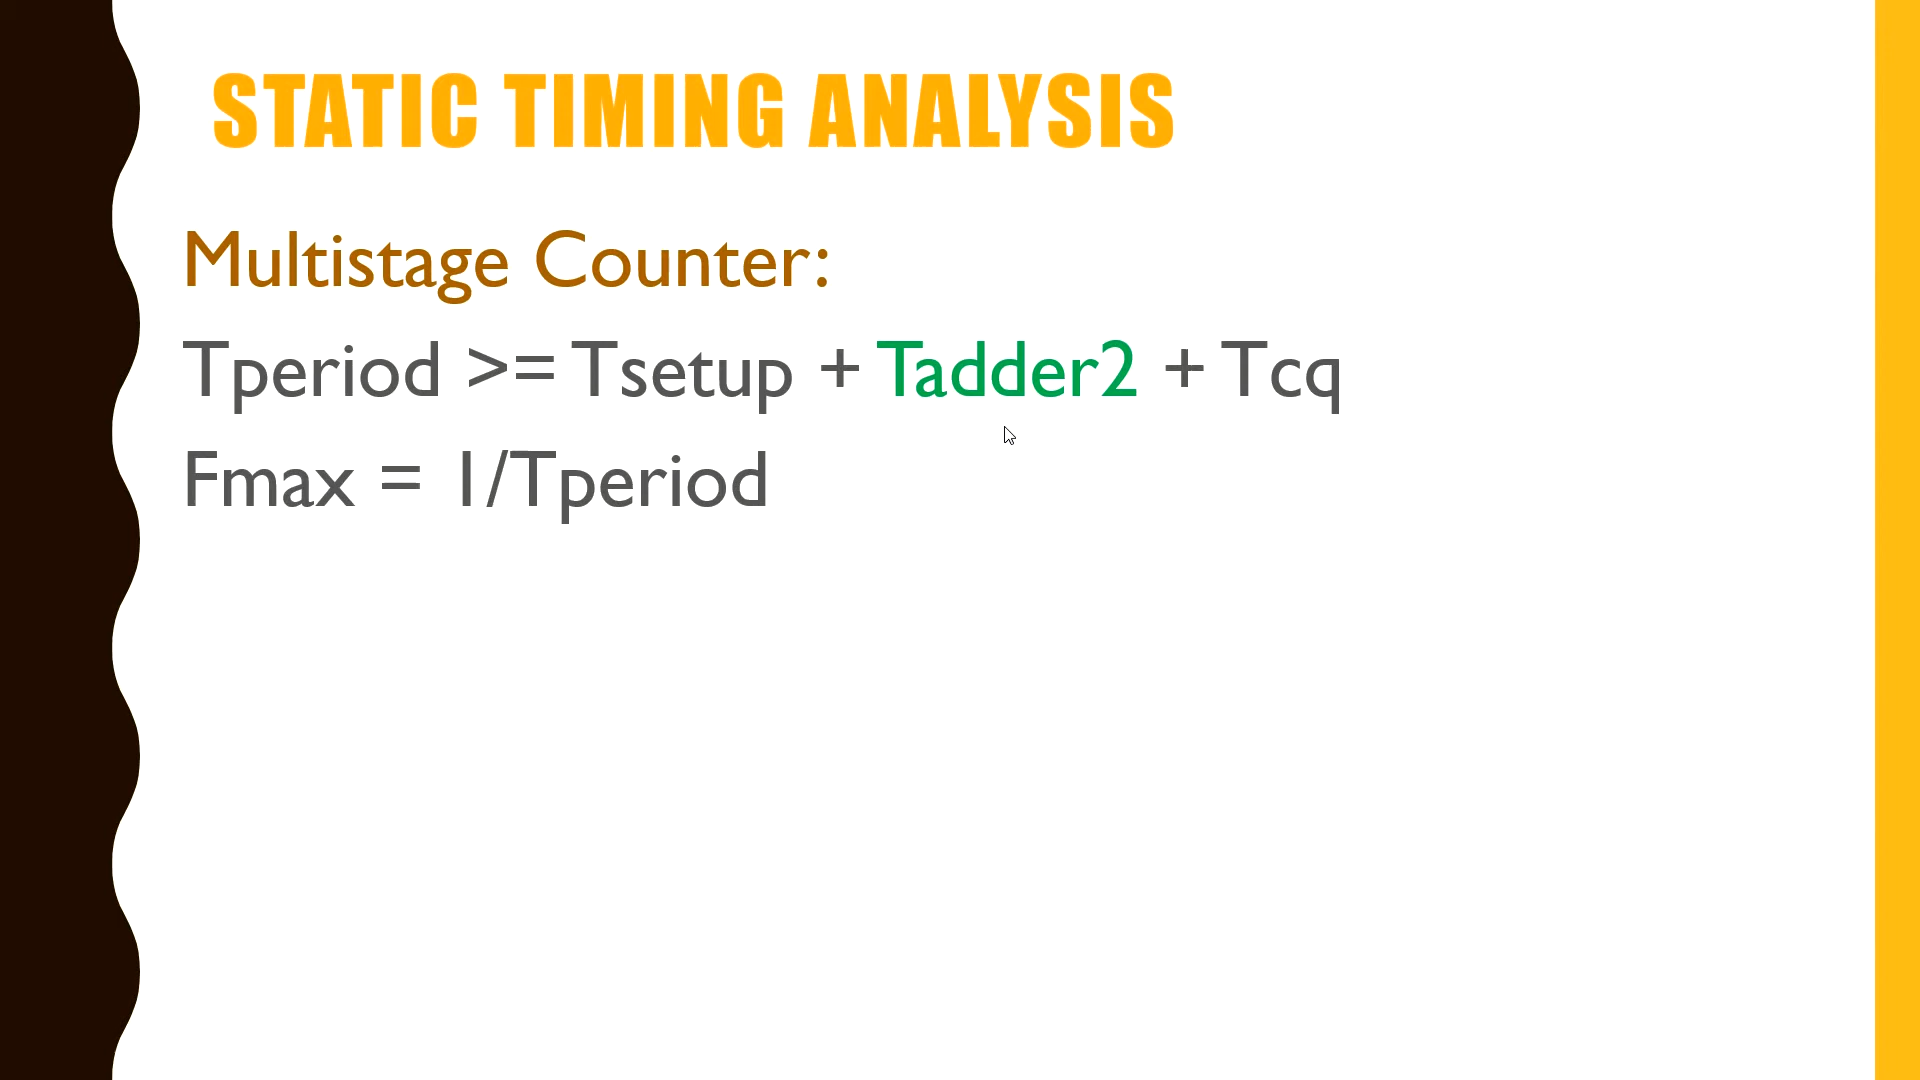 STATIC TIMING ANALYSIS
Multistage Counter:
Tperiod >= Tsetup + Tadder2 + Tcq
Fmax = 1/Tperiod